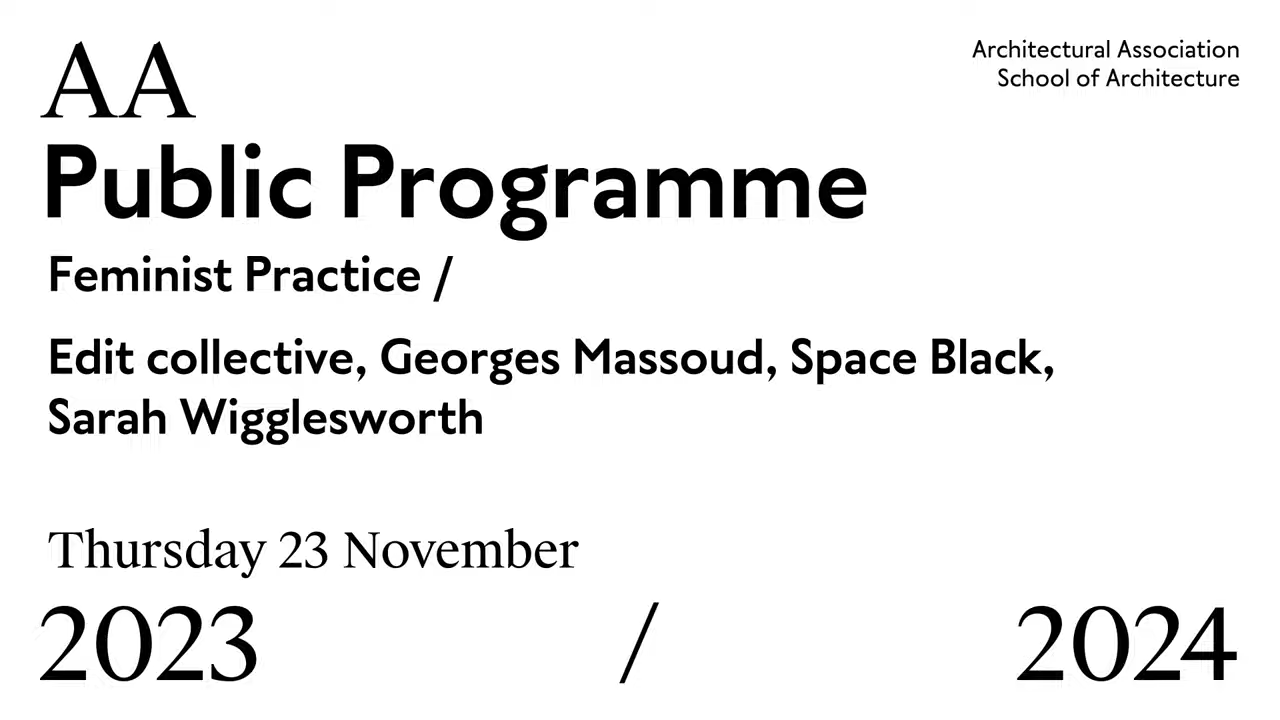 AA
Architectural Association
School of Architecture
Public Programme
Feminist Practice /
Edit collective, Georges Massoud, Space Black,
Sarah Wigglesworth
Thursday 23 November
2023 / 2024